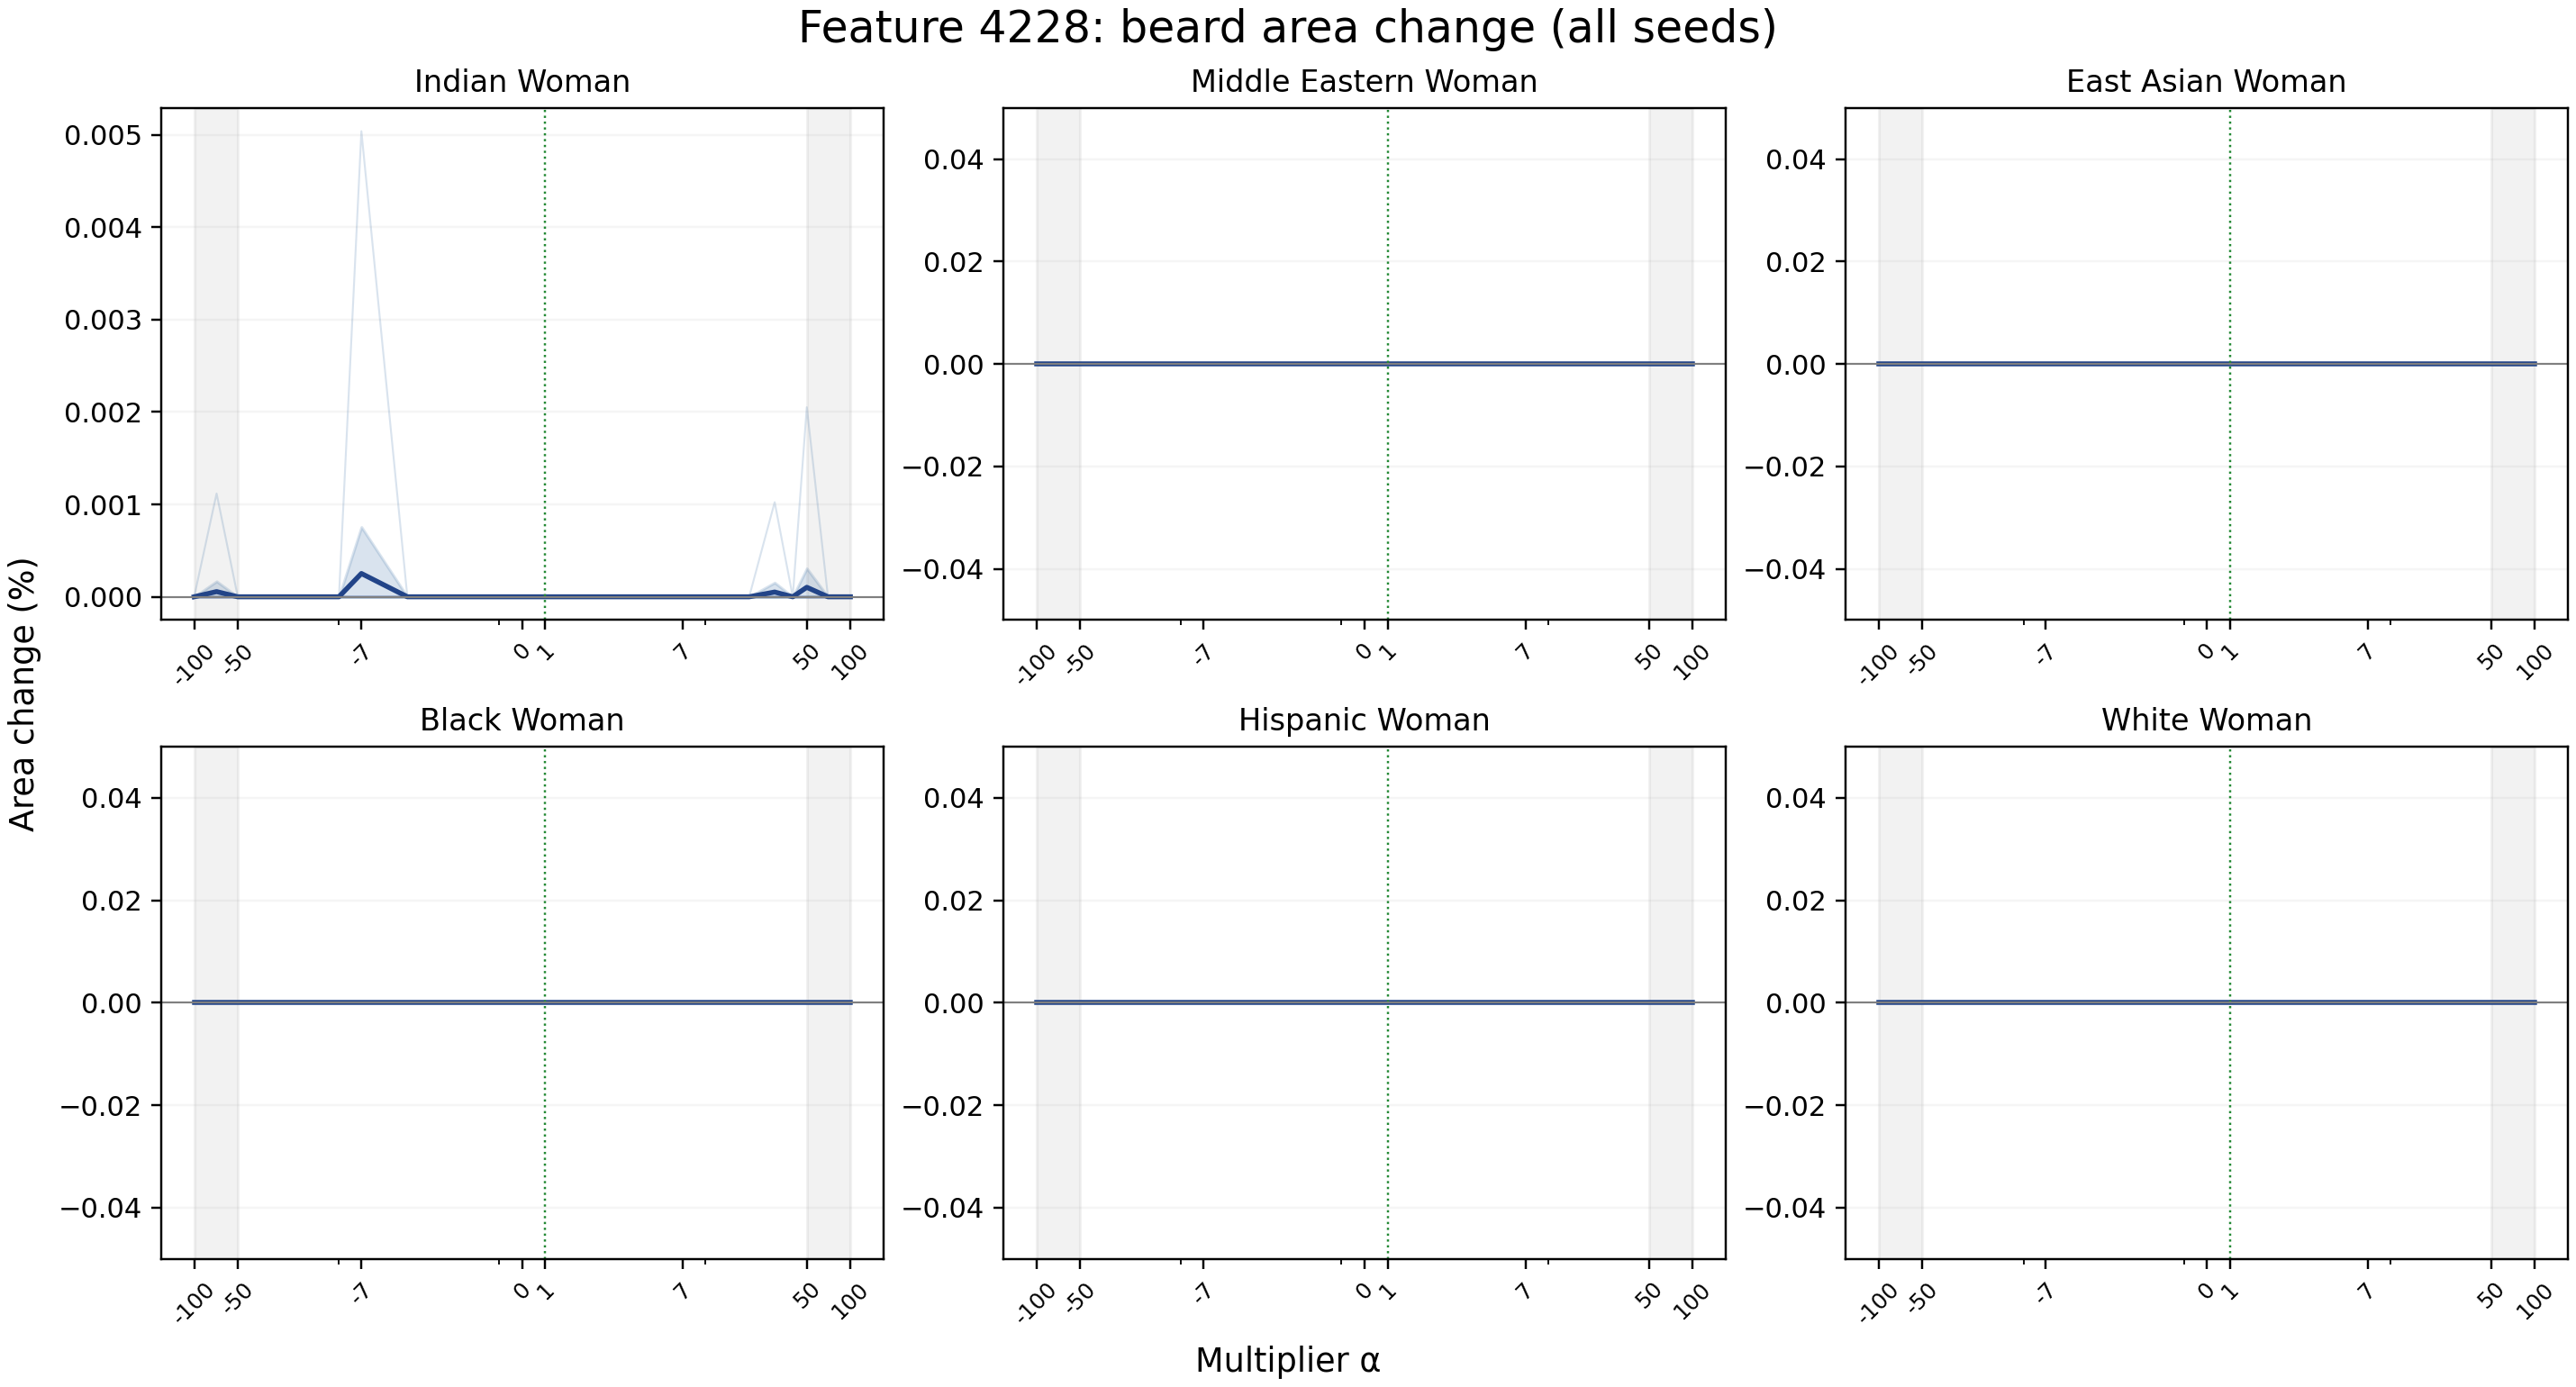 Feature 4228: beard area change (all seeds)
Indian Woman
Middle Eastern Woman
East Asian Woman
0.005
0.004
0.003
0.002
0.001
0.000
-100 -50 -7 0 1 7 50 100
0.04
0.02
0.00
−0.02
−0.04
-100 -50 -7 0 1 7 50 100
0.04
0.02
0.00
−0.02
−0.04
-100 -50 -7 0 1 7 50 100
Area change (%)
Black Woman
Hispanic Woman
White Woman
0.04
0.02
0.00
−0.02
−0.04
-100 -50 -7 0 1 7 50 100
0.04
0.02
0.00
−0.02
−0.04
-100 -50 -7 0 1 7 50 100
0.04
0.02
0.00
−0.02
−0.04
-100 -50 -7 0 1 7 50 100
Multiplier α